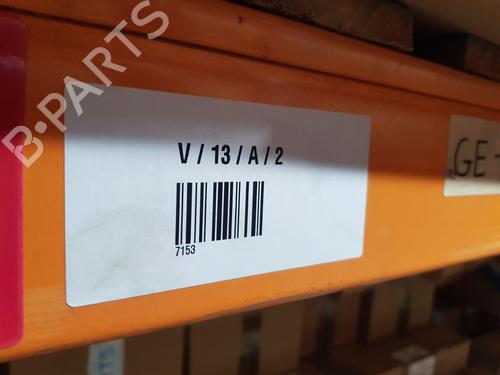 B-PARTS
V / 13 / A / 2
7153
GE -